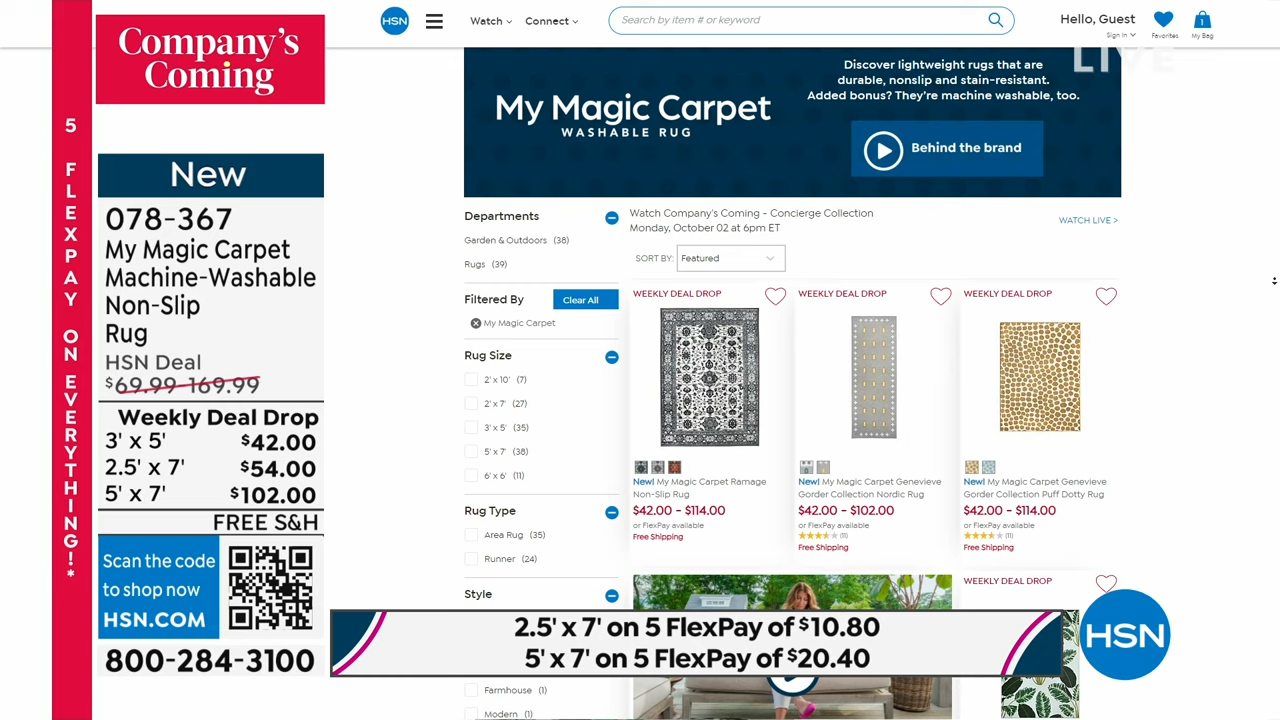 Company's
Coming
5 FLEXPAY ON EVERYTHING!*
New
078-367
My Magic Carpet
Machine-Washable
Non-Slip
Rug
HSN Deal
$69.99-169.99
Weekly Deal Drop
3' x 5' $42.00
2.5' x 7' $54.00
5' x 7' $102.00
FREE S&H
Scan the code
to shop now
HSN.COM
800-284-3100
HSN
Watch
Connect
Search by item # or keyword
Hello, Guest
Sign In
Favorites
1
My Bag
LIVE
My Magic Carpet
WASHABLE RUG
Discover lightweight rugs that are
durable, nonslip and stain-resistant.
Added bonus? They're machine washable, too.
Behind the brand
Departments
Garden & Outdoors (38)
Rugs (39)
Filtered By
Clear All
My Magic Carpet
Rug Size
2' x 10' (7)
2' x 7' (27)
3' x 5' (35)
5' x 7' (38)
6' x 6' (11)
Rug Type
Area Rug (35)
Runner (24)
Style
Farmhouse (1)
Modern (1)
Watch Company's Coming - Concierge Collection
Monday, October 02 at 6pm ET
WATCH LIVE >
SORT BY: Featured
WEEKLY DEAL DROP
New! My Magic Carpet Ramage
Non-Slip Rug
$42.00 - $114.00
or FlexPay available
Free Shipping
WEEKLY DEAL DROP
New! My Magic Carpet Genevieve
Gorder Collection Nordic Rug
$42.00 - $102.00
or FlexPay available
(11)
Free Shipping
WEEKLY DEAL DROP
New! My Magic Carpet Genevieve
Gorder Collection Puff Dotty Rug
$42.00 - $114.00
or FlexPay available
(11)
Free Shipping
WEEKLY DEAL DROP
2.5' x 7' on 5 FlexPay of $10.80
5' x 7' on 5 FlexPay of $20.40
HSN